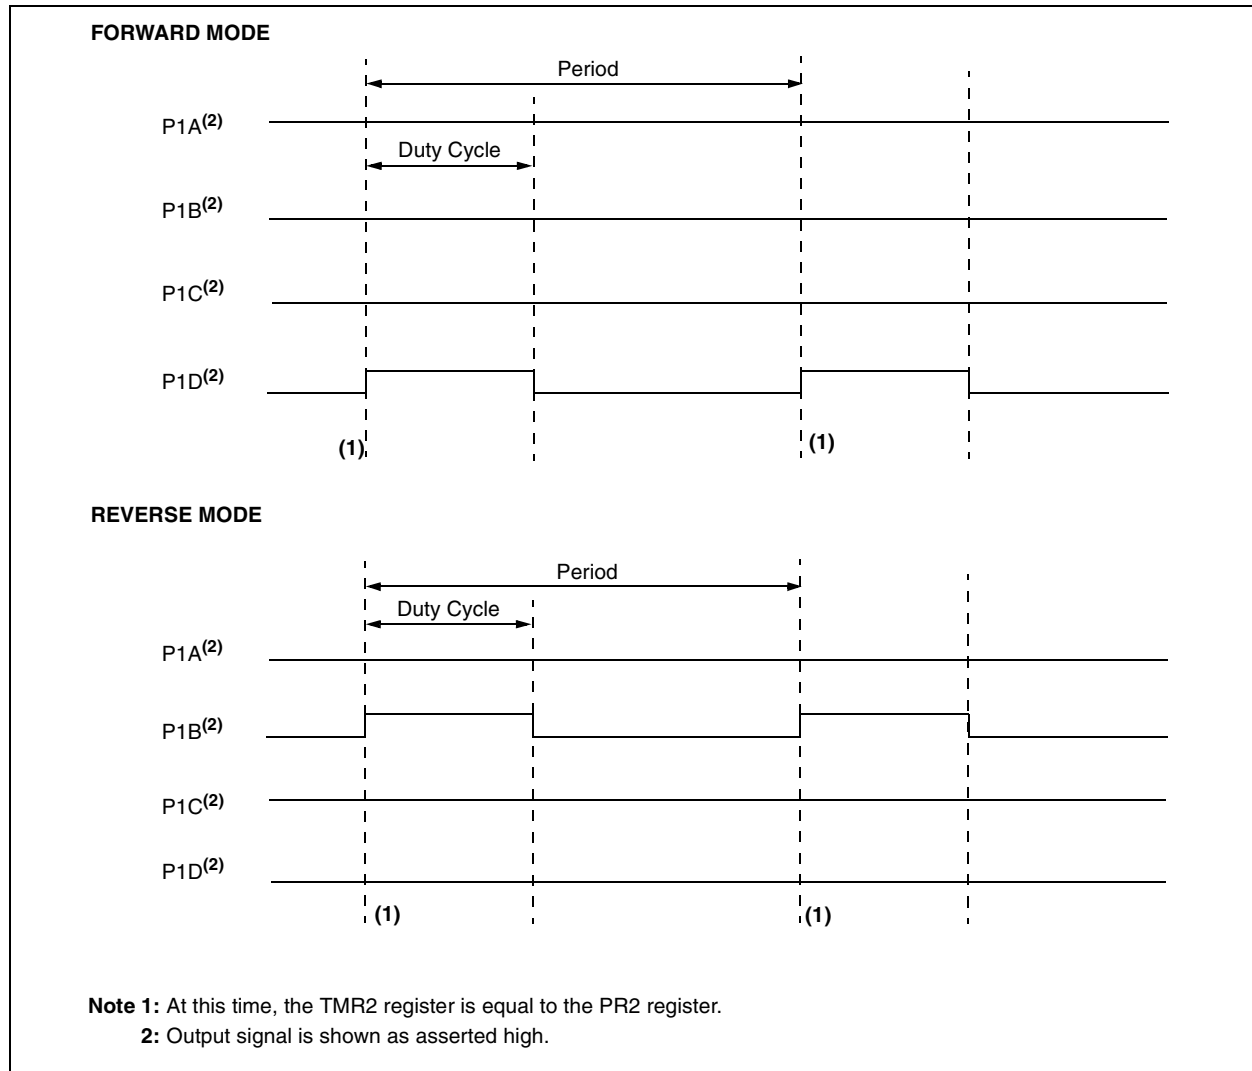 FORWARD MODE
Period
P1A(2)
Duty Cycle
P1B(2)
P1C(2)
P1D(2)
(1)
(1)
REVERSE MODE
Period
Duty Cycle
P1A(2)
P1B(2)
P1C(2)
P1D(2)
(1)
(1)
Note 1: At this time, the TMR2 register is equal to the PR2 register.
2: Output signal is shown as asserted high.